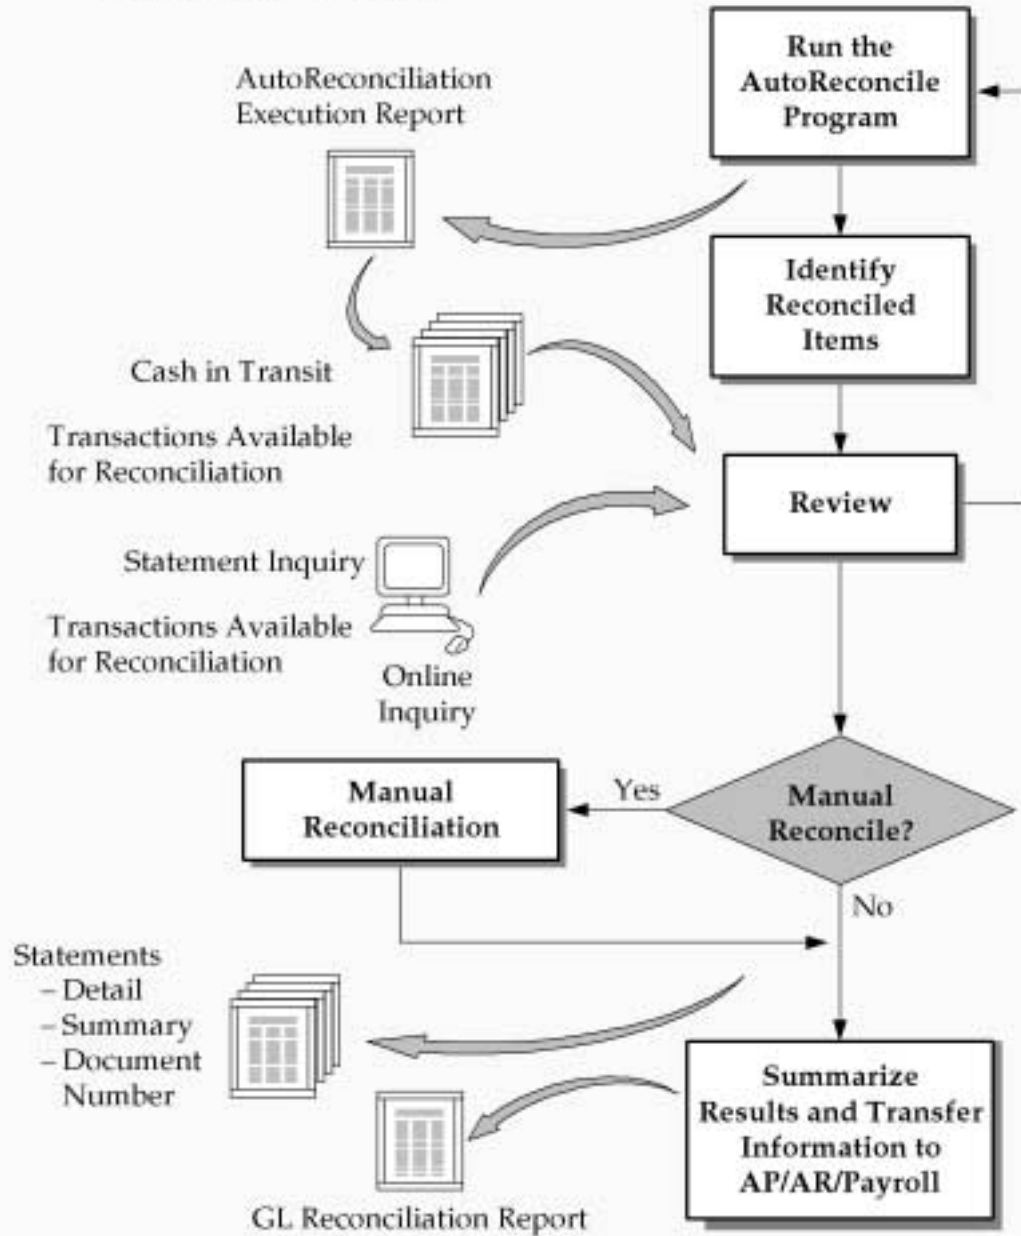 Run the
AutoReconcile
Program
AutoReconciliation
Execution Report
Identify
Reconciled
Items
Cash in Transit
Transactions Available
for Reconciliation
Review
Statement Inquiry
Transactions Available
for Reconciliation
Online
Inquiry
Manual
Reconcile?
Yes
Manual
Reconciliation
No
Statements
– Detail
– Summary
– Document
Number
Summarize
Results and Transfer
Information to
AP/AR/Payroll
GL Reconciliation Report